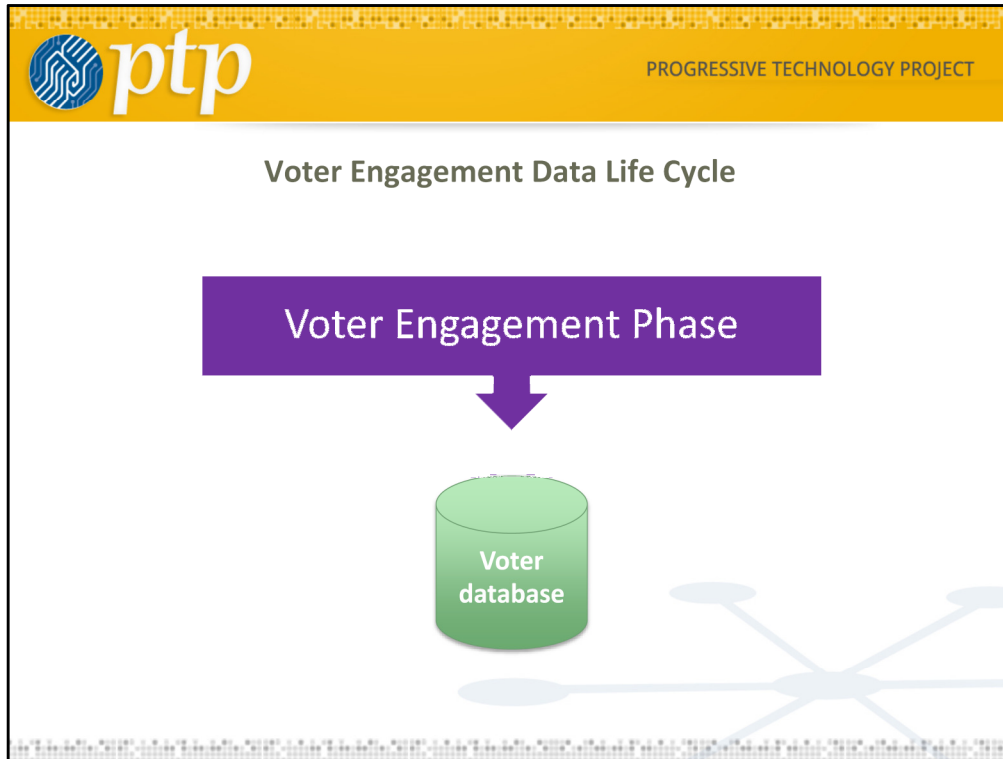 ptp
PROGRESSIVE TECHNOLOGY PROJECT
Voter Engagement Data Life Cycle
Voter Engagement Phase
Voter
database